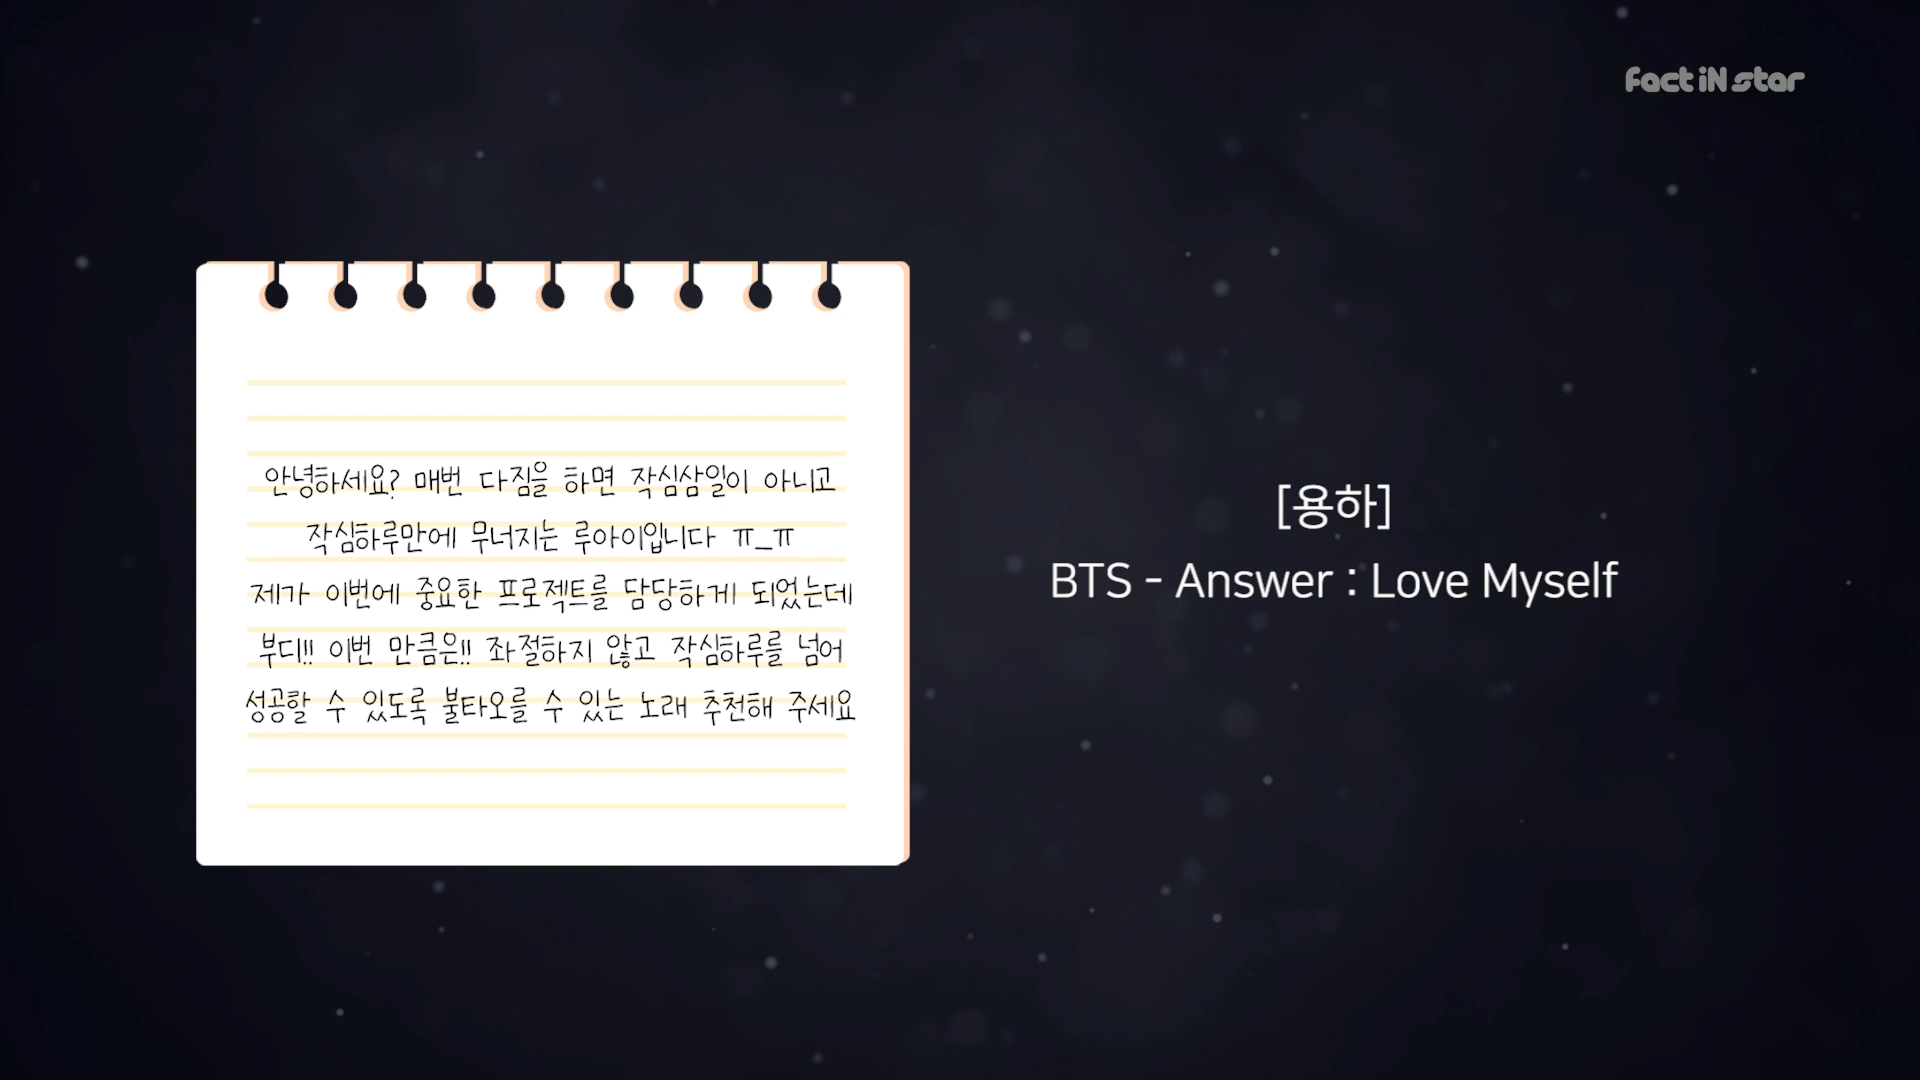 fact iN star
안녕하세요? 매번 다짐을 하면 작심삼일이 아니고
작심하루만에 무너지는 루아이입니다 ㅠ_ㅠ
제가 이번에 중요한 프로젝트를 담당하게 되었는데
부디!! 이번 만큼은!! 좌절하지 않고 작심하루를 넘어
성공할 수 있도록 불타오를 수 있는 노래 추천해 주세요
[용하]
BTS - Answer : Love Myself